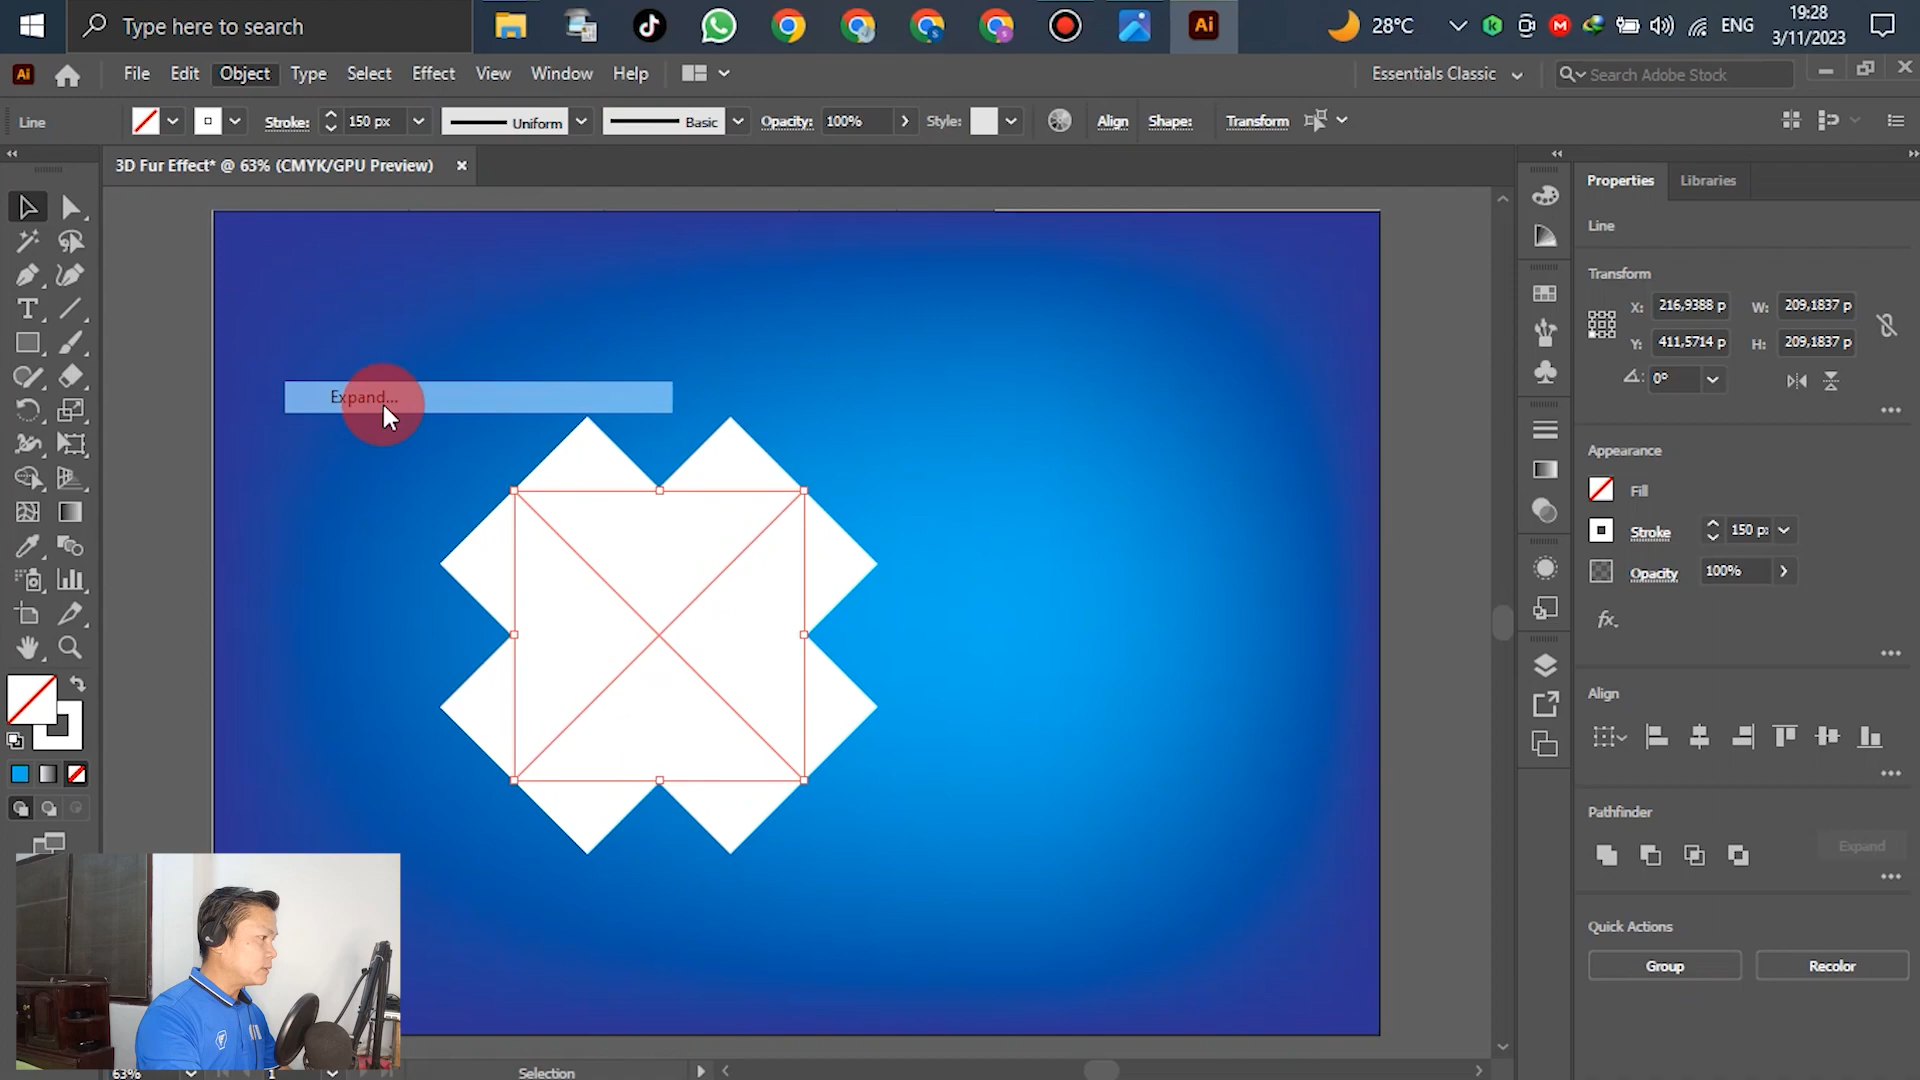 Type here to search
28°C
ENG
19:28
3/11/2023
Ai
File Edit Object Type Select Effect View Window Help
Essentials Classic
Search Adobe Stock
Line
Stroke: 150 px
Uniform
Basic
Opacity: 100%
Style:
Align
Shape:
Transform
3D Fur Effect* @ 63% (CMYK/GPU Preview)
Expand...
Properties
Libraries
Line
Transform
X: 216,9388 p
W: 209,1837 p
Y: 411,5714 p
H: 209,1837 p
0°
Appearance
Fill
Stroke 150 px
Opacity 100%
fx.
Align
Pathfinder
Expand
Quick Actions
Group
Recolor
63%
1
Selection